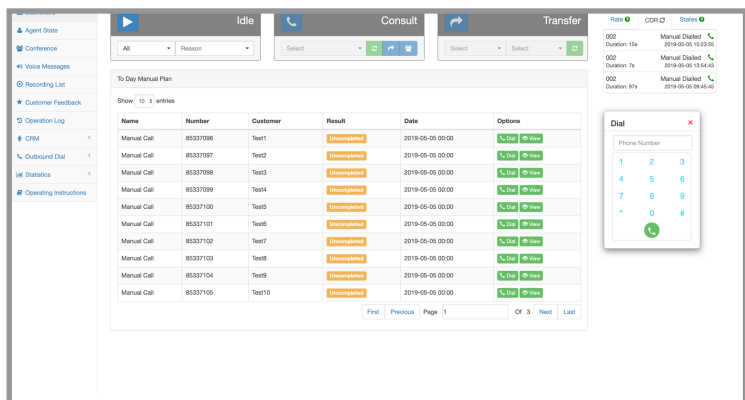 Idle
Consult
Transfer
Rate CDR States
Agent State
Conference
Voice Messages
Recording List
Customer Feedback
Operation Log
CRM
Outbound Dial
Statistics
Operating Instructions
All Reason
Select
Select Select
002 Manual Dialed
Duration: 15s 2019-05-05 15:23:55
002 Manual Dialed
Duration: 7s 2019-05-05 13:54:43
002 Manual Dialed
Duration: 97s 2019-05-05 09:45:45
To Day Manual Plan
Show 10 entries
Name Number Customer Result Date Options
Manual Call 85337096 Test1 Uncompleted 2019-05-05 00:00 Dial View
Manual Call 85337097 Test2 Uncompleted 2019-05-05 00:00 Dial View
Manual Call 85337098 Test3 Uncompleted 2019-05-05 00:00 Dial View
Manual Call 85337099 Test4 Uncompleted 2019-05-05 00:00 Dial View
Manual Call 85337100 Test5 Uncompleted 2019-05-05 00:00 Dial View
Manual Call 85337101 Test6 Uncompleted 2019-05-05 00:00 Dial View
Manual Call 85337102 Test7 Uncompleted 2019-05-05 00:00 Dial View
Manual Call 85337103 Test8 Uncompleted 2019-05-05 00:00 Dial View
Manual Call 85337104 Test9 Uncompleted 2019-05-05 00:00 Dial View
Manual Call 85337105 Test10 Uncompleted 2019-05-05 00:00 Dial View
First Previous Page 1 Of 3 Next Last
Dial ×
Phone Number
1 2 3
4 5 6
7 8 9
* 0 #